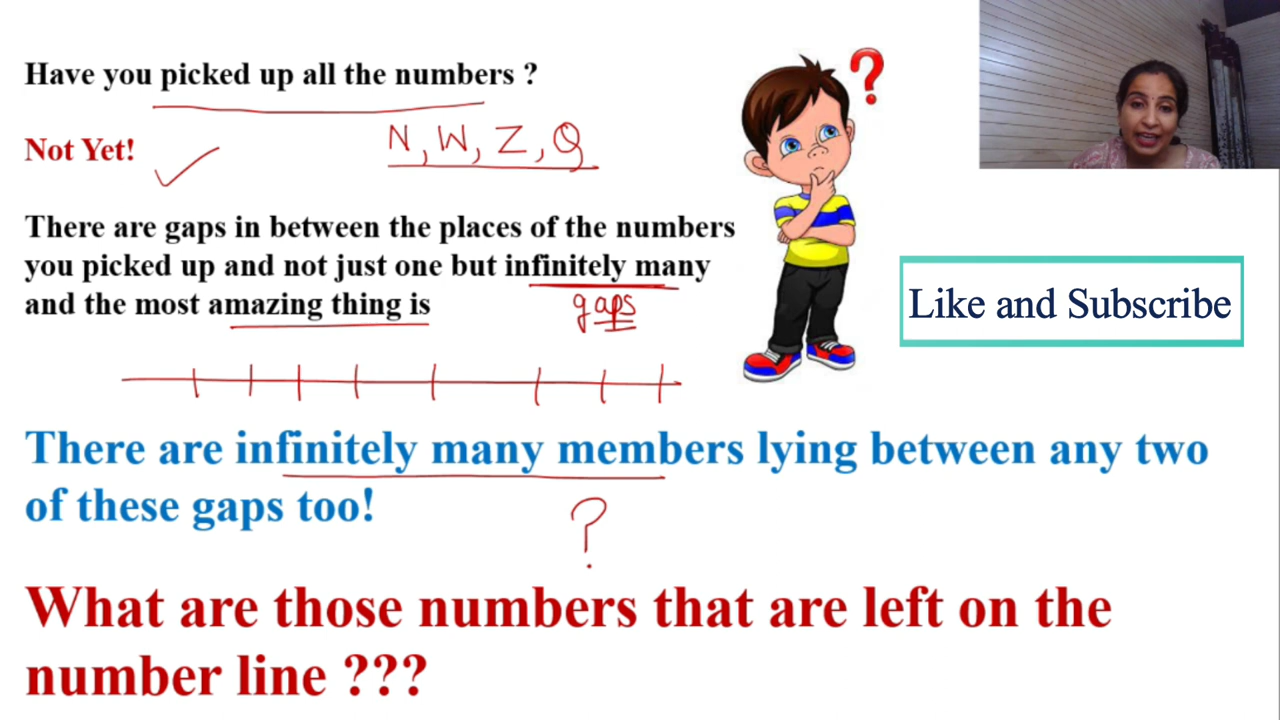 Have you picked up all the numbers ?
Not Yet!
N, W, Z, Q
There are gaps in between the places of the numbers
you picked up and not just one but infinitely many
and the most amazing thing is
gaps
Like and Subscribe
There are infinitely many members lying between any two
of these gaps too!
?
What are those numbers that are left on the
number line ???